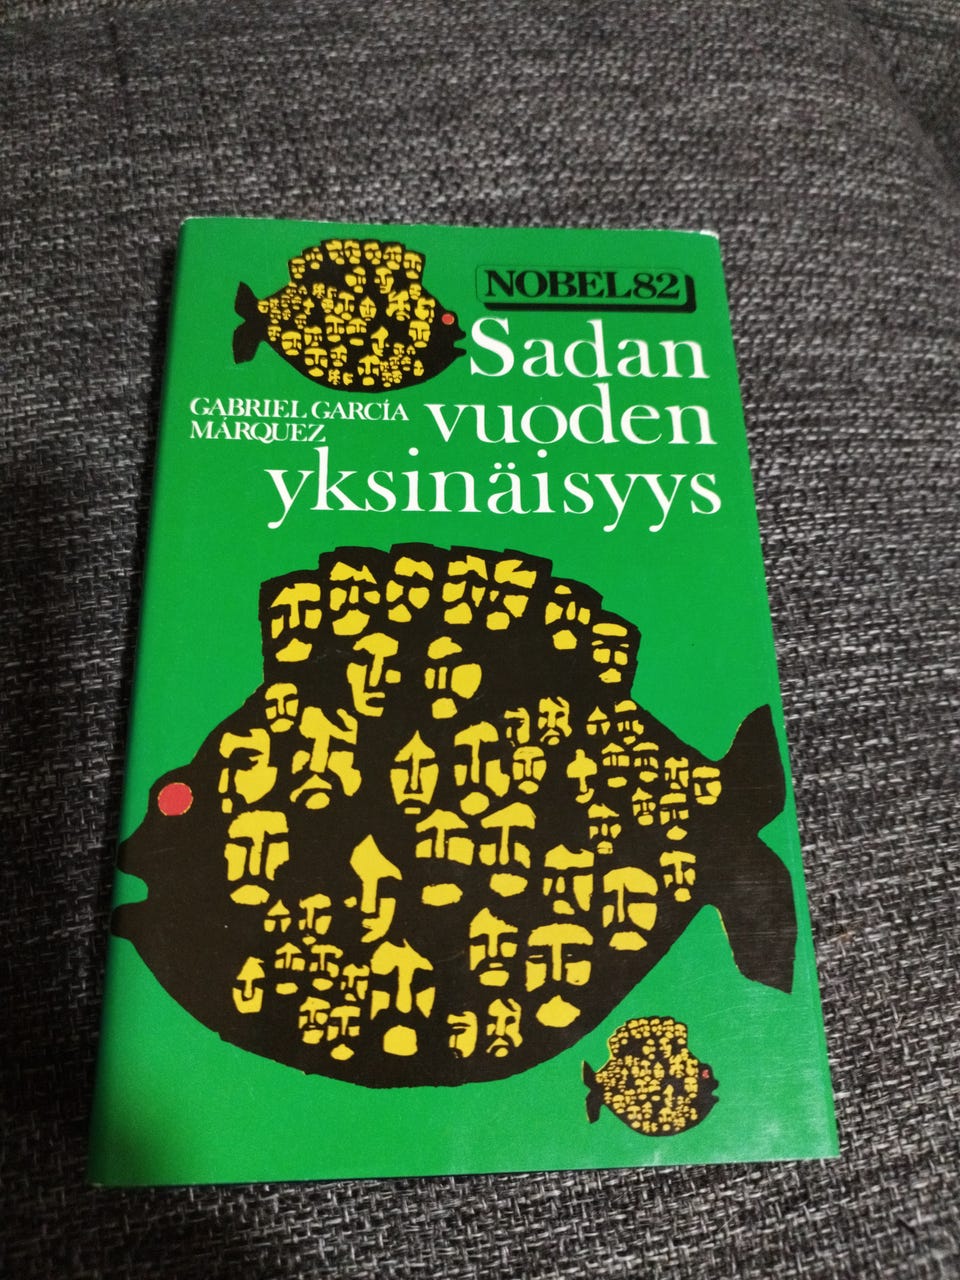 NOBEL 82
Sadan
GABRIEL GARCÍA
MÁRQUEZ
vuoden
yksinäisyys